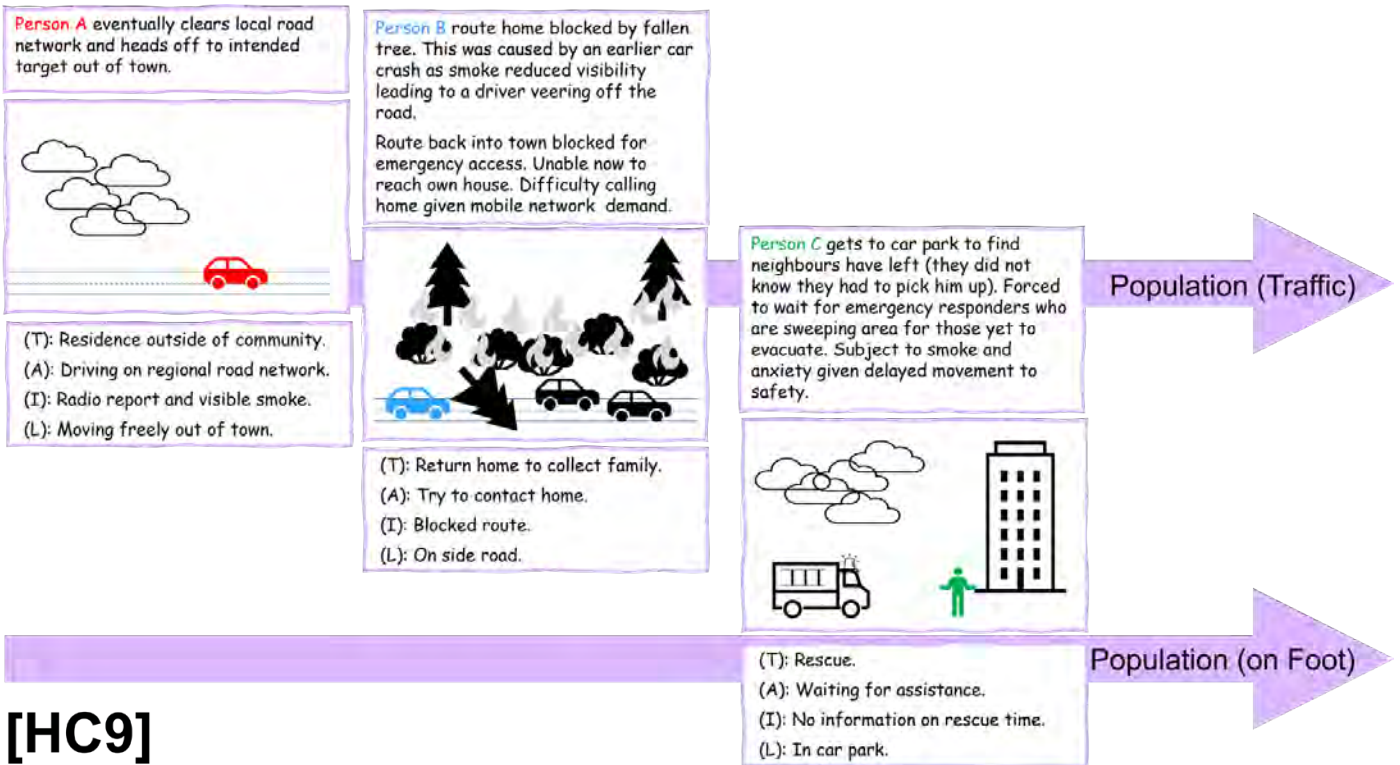 Person A eventually clears local road
network and heads off to intended
target out of town.
(T): Residence outside of community.
(A): Driving on regional road network.
(I): Radio report and visible smoke.
(L): Moving freely out of town.
Person B route home blocked by fallen
tree. This was caused by an earlier car
crash as smoke reduced visibility
leading to a driver veering off the
road.
Route back into town blocked for
emergency access. Unable now to
reach own house. Difficulty calling
home given mobile network demand.
(T): Return home to collect family.
(A): Try to contact home.
(I): Blocked route.
(L): On side road.
Person C gets to car park to find
neighbours have left (they did not
know they had to pick him up). Forced
to wait for emergency responders who
are sweeping area for those yet to
evacuate. Subject to smoke and
anxiety given delayed movement to
safety.
(T): Rescue.
(A): Waiting for assistance.
(I): No information on rescue time.
(L): In car park.
Population (Traffic)
Population (on Foot)
[HC9]